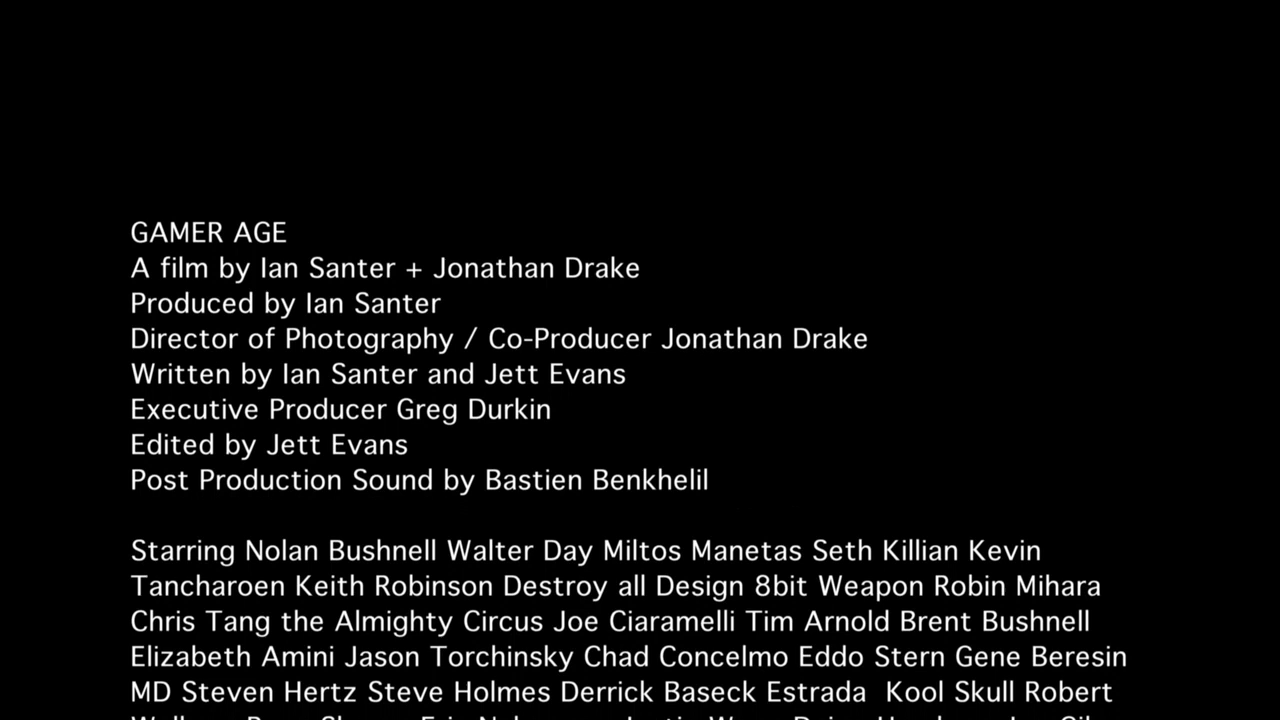 GAMER AGE
A film by Ian Santer + Jonathan Drake
Produced by Ian Santer
Director of Photography / Co-Producer Jonathan Drake
Written by Ian Santer and Jett Evans
Executive Producer Greg Durkin
Edited by Jett Evans
Post Production Sound by Bastien Benkhelil
Starring Nolan Bushnell Walter Day Miltos Manetas Seth Killian Kevin
Tancharoen Keith Robinson Destroy all Design 8bit Weapon Robin Mihara
Chris Tang the Almighty Circus Joe Ciaramelli Tim Arnold Brent Bushnell
Elizabeth Amini Jason Torchinsky Chad Concelmo Eddo Stern Gene Beresin
MD Steven Hertz Steve Holmes Derrick Baseck Estrada  Kool Skull Robert